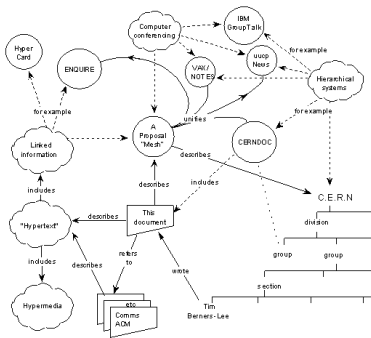 IBM
GroupTalk
Computer
conferencing
Hyper
Card
ENQUIRE
uucp
News
for example
VAX/
NOTES
Hierarchical
systems
for example
for example
unifies
A
Proposal
"Mesh"
CERNDOC
Linked
information
describes
includes
describes
includes
C.E.R.N
This
document
describes
"Hypertext"
division
refers
to
group
group
includes
describes
wrote
section
Hypermedia
etc
Comms
ACM
Tim
Berners-Lee